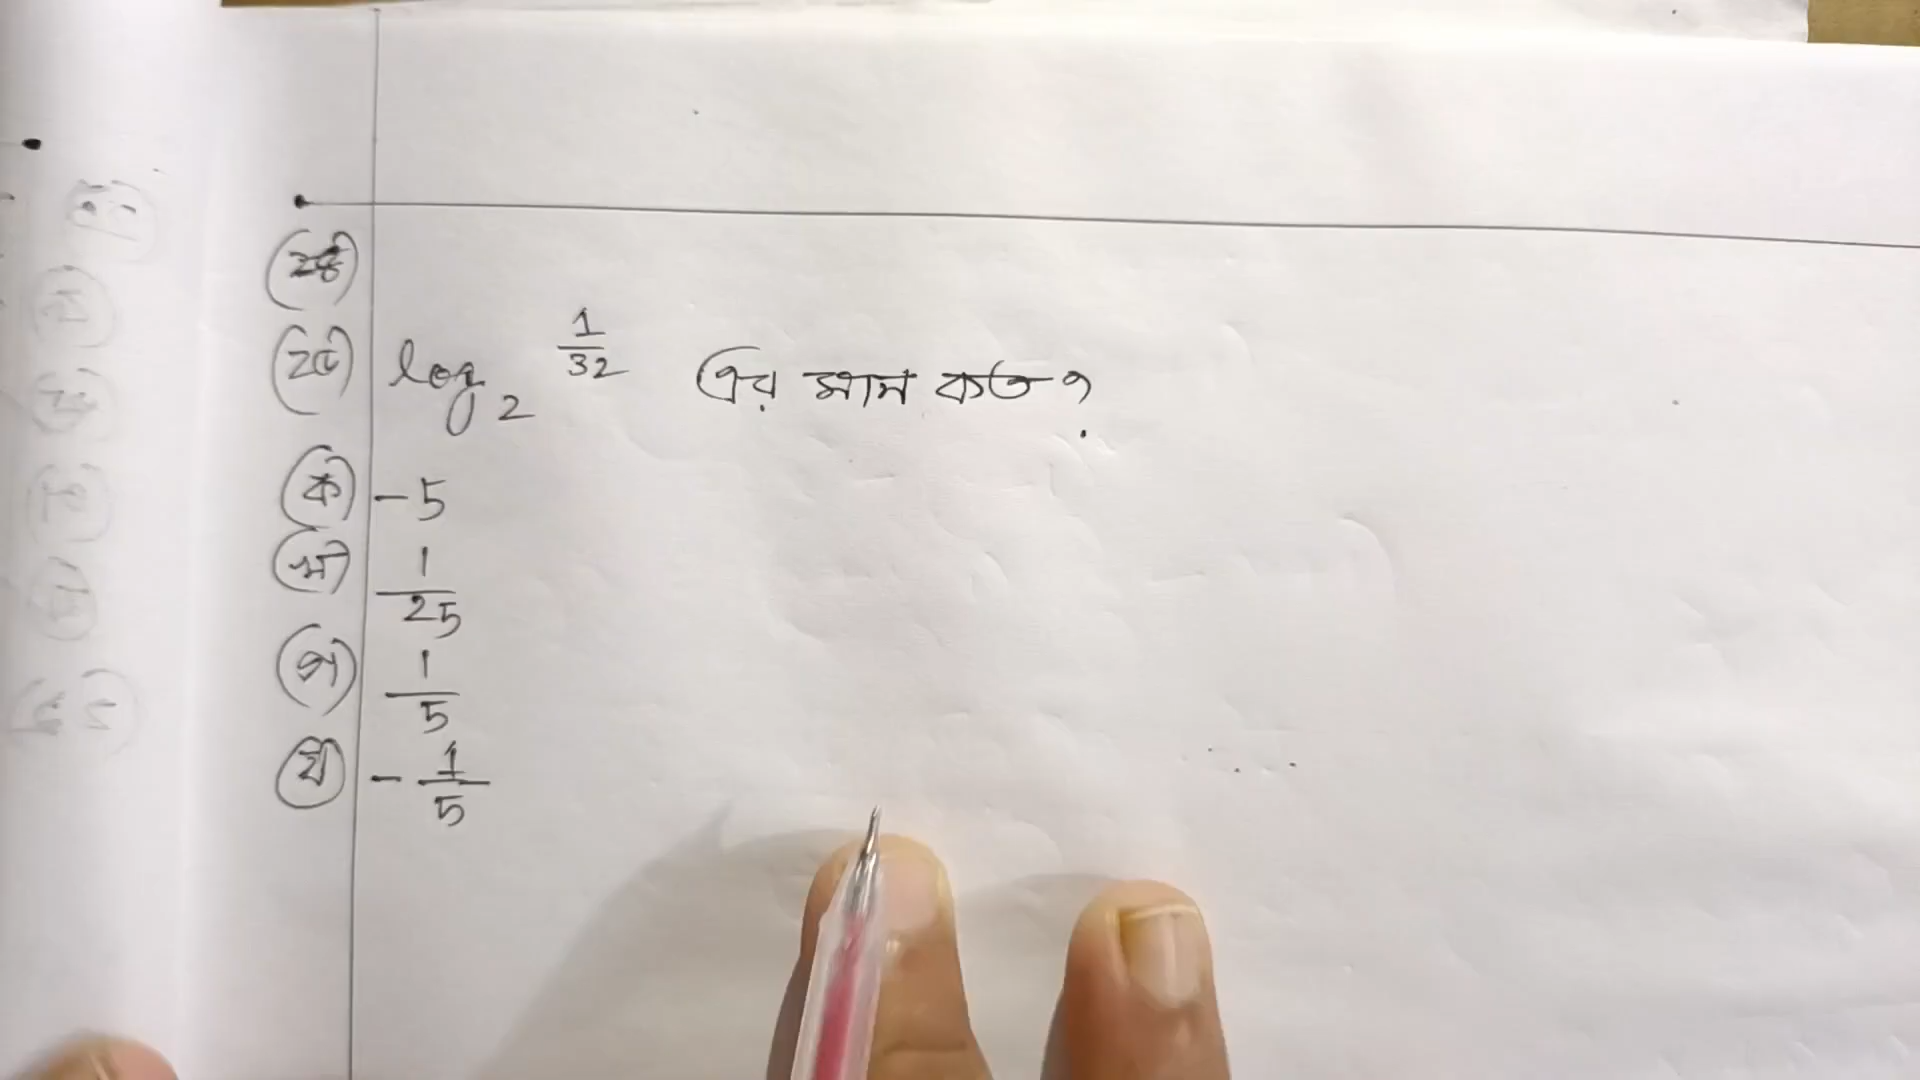 ২৪
২৫ log₂ 1/32 এর মান কত?
ক -5
খ 1/25
গ 1/5
ঘ -1/5